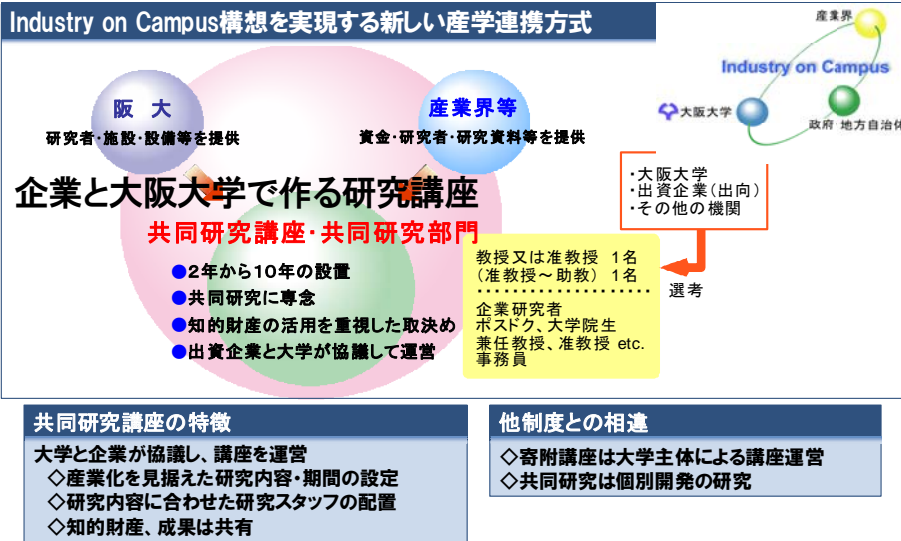 Industry on Campus構想を実現する新しい産学連携方式
産業界
Industry on Campus
大阪大学
政府・地方自治体
阪 大
研究者・施設・設備等を提供
産業界等
資金・研究者・研究資料等を提供
企業と大阪大学で作る研究講座
共同研究講座・共同研究部門
●2年から10年の設置
●共同研究に専念
●知的財産の活用を重視した取決め
●出資企業と大学が協議して運営
・大阪大学
・出資企業(出向)
・その他の機関
選考
教授又は准教授 1名
(准教授～助教) 1名
企業研究者
ポスドク、大学院生
兼任教授、准教授 etc.
事務員
共同研究講座の特徴
大学と企業が協議し、講座を運営
◇産業化を見据えた研究内容・期間の設定
◇研究内容に合わせた研究スタッフの配置
◇知的財産、成果は共有
他制度との相違
◇寄附講座は大学主体による講座運営
◇共同研究は個別開発の研究